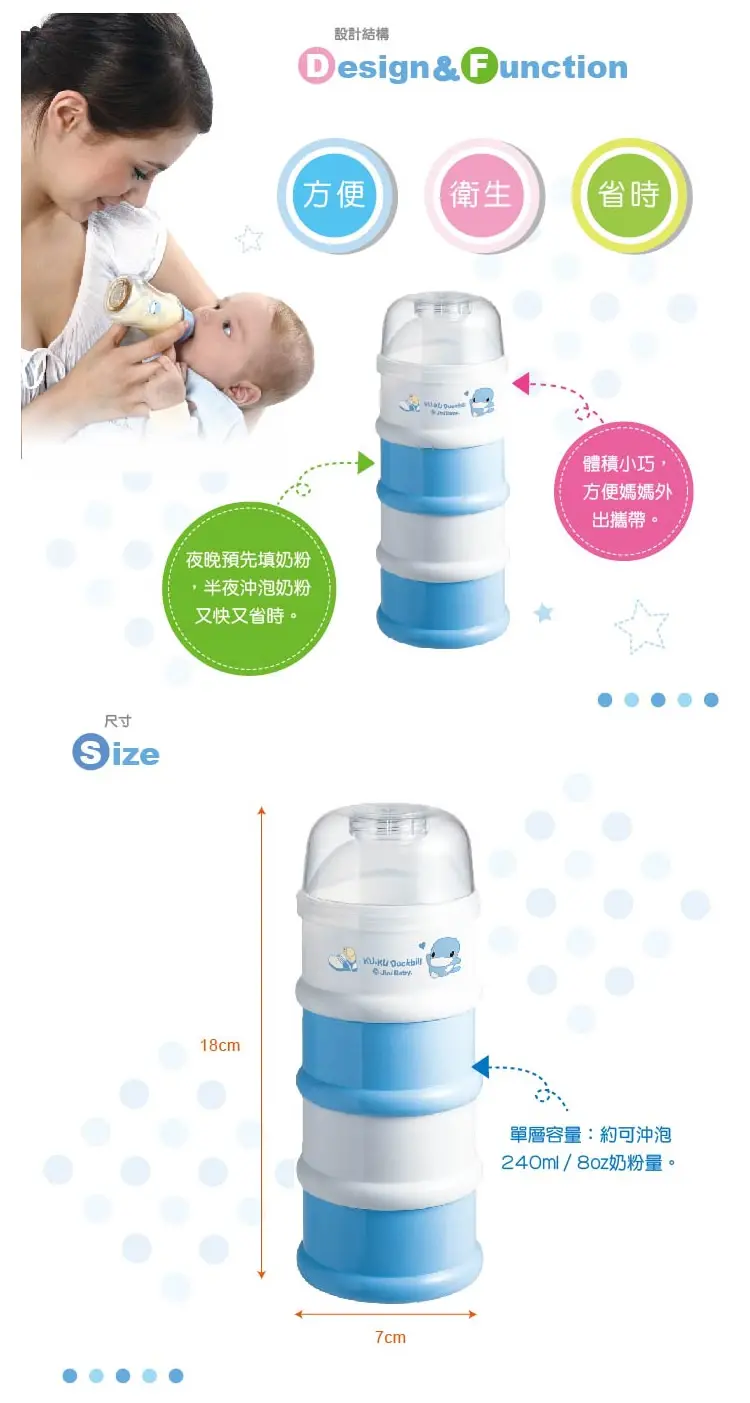 設計結構
Design&Function
方便
衛生
省時
KU.KU Duckbill
體積小巧，
方便媽媽外
出攜帶。
夜晚預先填奶粉
，半夜沖泡奶粉
又快又省時。
尺寸
Size
KU.KU Duckbill
© Jini Baby.
18cm
單層容量：約可沖泡
240ml / 8oz奶粉量。
7cm